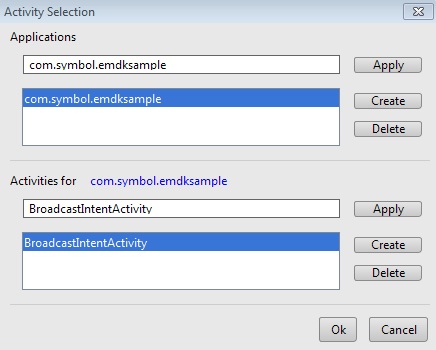 Activity Selection
Applications
com.symbol.emdksample
Apply
com.symbol.emdksample
Create
Delete
Activities for com.symbol.emdksample
BroadcastIntentActivity
Apply
BroadcastIntentActivity
Create
Delete
Ok
Cancel